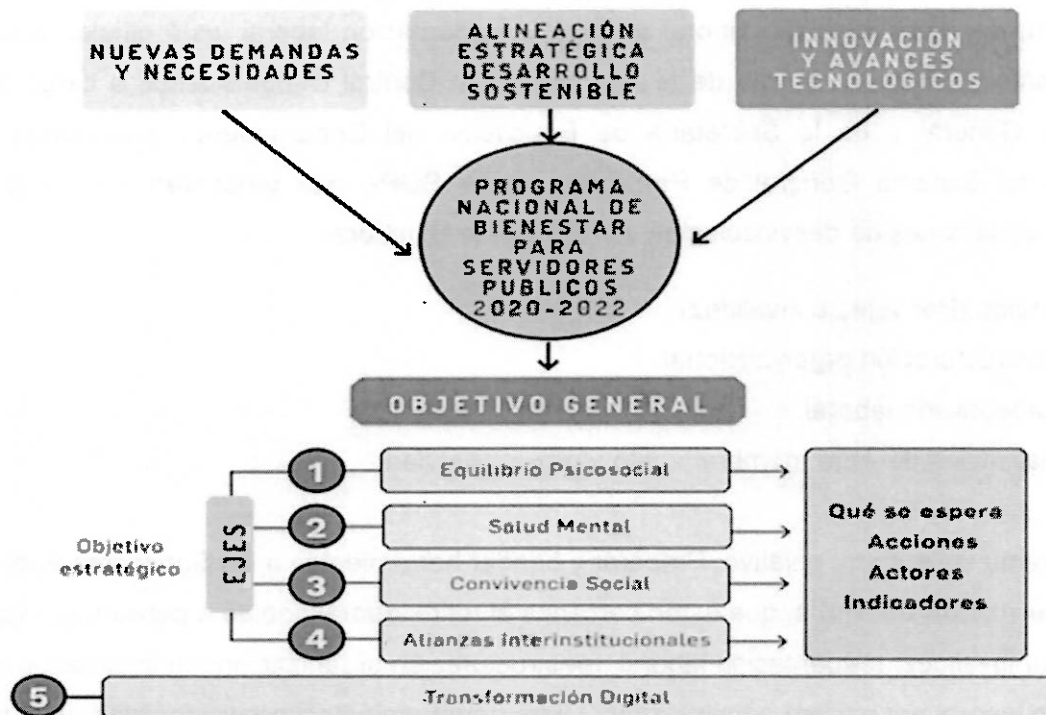 NUEVAS DEMANDAS
Y NECESIDADES
ALINEACIÓN
ESTRATÉGICA
DESARROLLO
SOSTENIBLE
INNOVACIÓN
Y AVANCES
TECNOLÓGICOS
PROGRAMA
NACIONAL DE
BIENESTAR
PARA
SERVIDORES
PUBLICOS
2020-2022
OBJETIVO GENERAL
Objetivo
estratégico
EJES
1 Equilibrio Psicosocial
2 Salud Mental
3 Convivencia Social
4 Alianzas Interinstitucionales
Qué se espera
Acciones
Actores
Indicadores
5 Transformación Digital